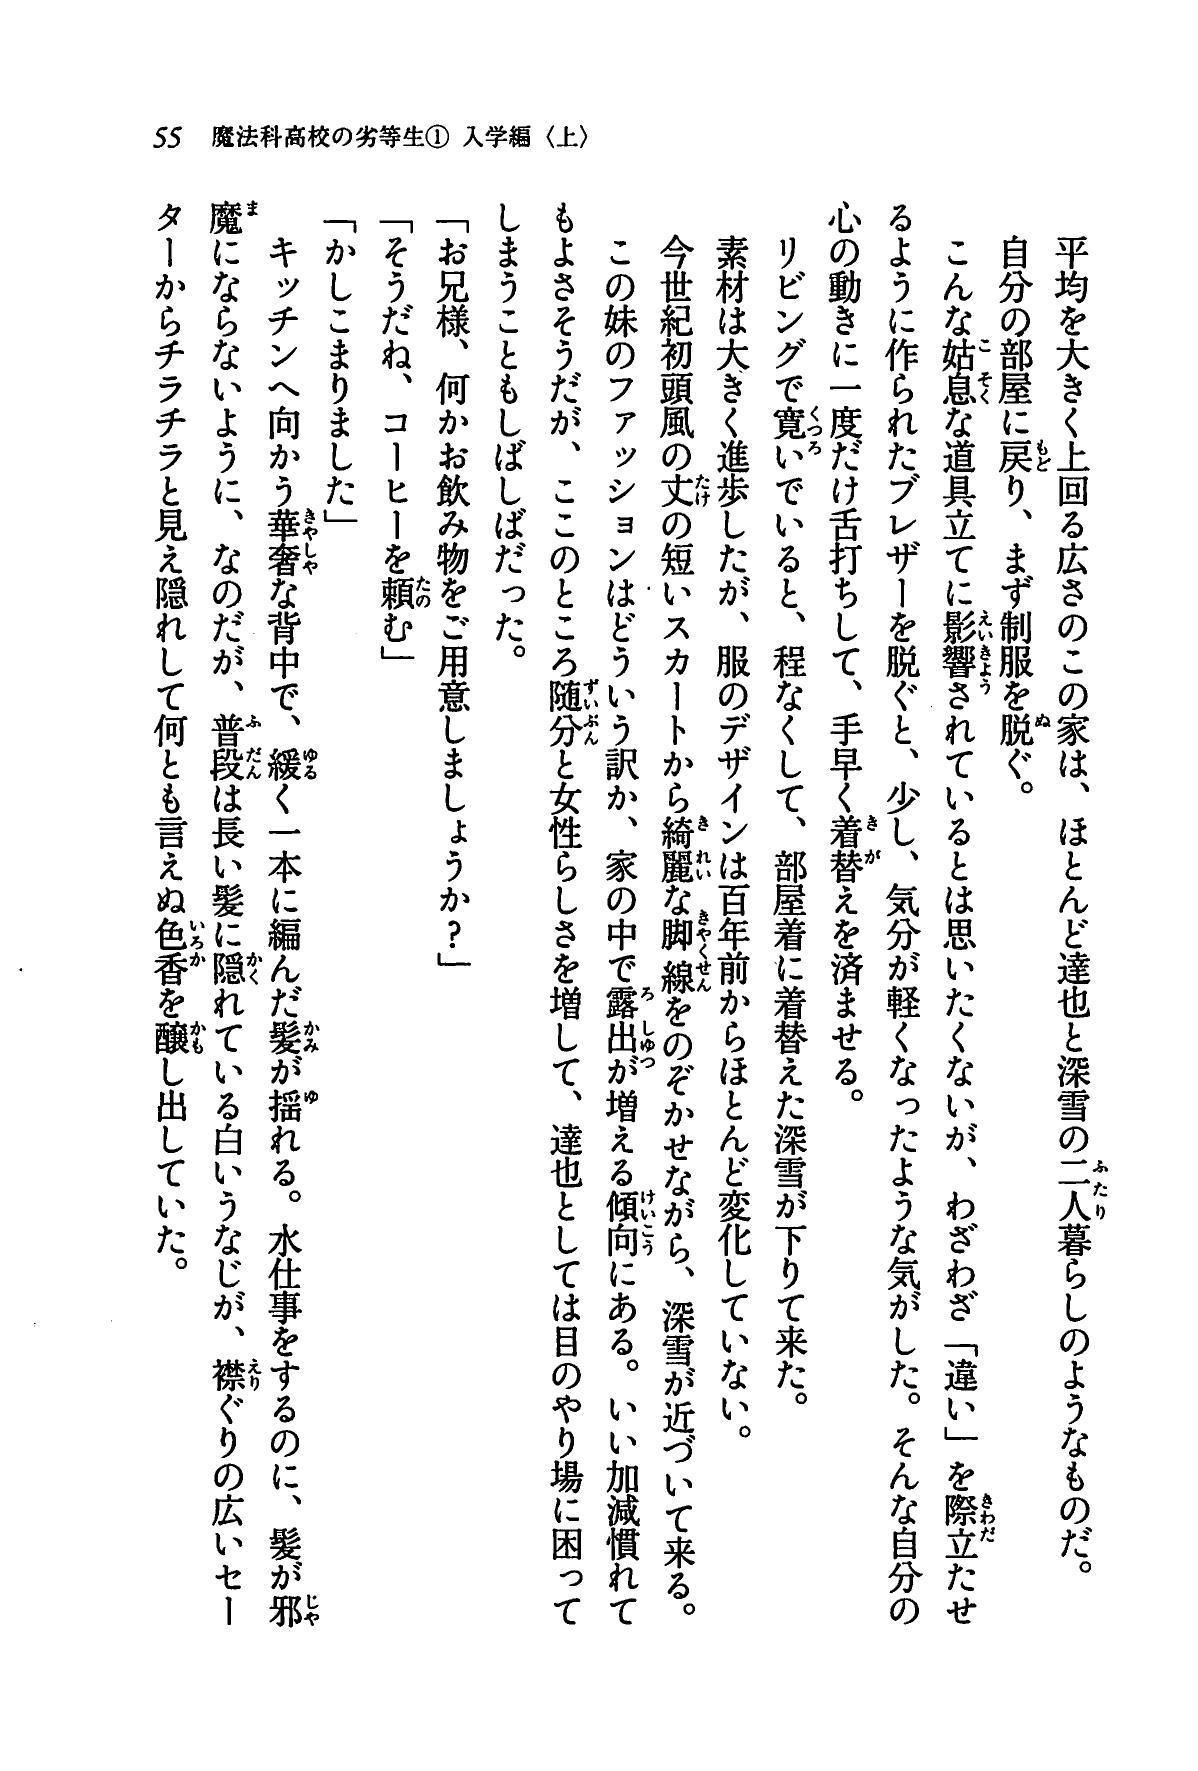 55 魔法科高校の劣等生① 入学編〈上〉
平均を大きく上回る広さのこの家は、ほとんど達也と深雪の二人暮らしのようなものだ。
自分の部屋に戻り、まず制服を脱ぐ。
こんな姑息な道具立てに影響されているとは思いたくないが、わざわざ「違い」を際立たせ
るように作られたブレザーを脱ぐと、少し、気分が軽くなったような気がした。そんな自分の
心の動きに一度だけ舌打ちして、手早く着替えを済ませる。
リビングで寛いでいると、程なくして、部屋着に着替えた深雪が下りて来た。
素材は大きく進歩したが、服のデザインは百年前からほとんど変化していない。
今世紀初頭風の丈の短いスカートから綺麗な脚線をのぞかせながら、深雪が近づいて来る。
この妹のファッションはどういう訳か、家の中で露出が増える傾向にある。いい加減慣れて
もよさそうだが、ここのところ随分と女性らしさを増して、達也としては目のやり場に困って
しまうこともしばしばだった。
「お兄様、何かお飲み物をご用意しましょうか？」
「そうだね、コーヒーを頼む」
「かしこまりました」
キッチンへ向かう華奢な背中で、緩く一本に編んだ髪が揺れる。水仕事をするのに、髪が邪
魔にならないように、なのだが、普段は長い髪に隠れている白いうなじが、襟ぐりの広いセー
ターからチラチラと見え隠れして何とも言えぬ色香を醸し出していた。